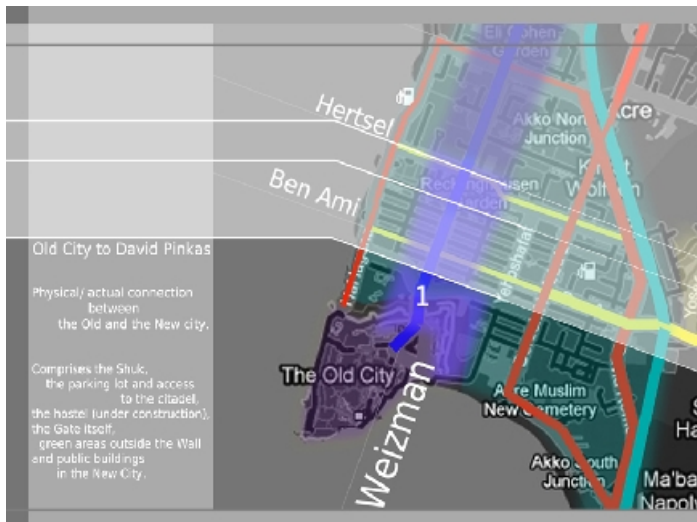 Eli Cohen
Garden
Hertsel
Akko Nor
Junction
Acre
Ben Ami
Garden
Old City to David Pinkas
Physical/ actual connection
between
the Old and the New city.
1
Comprises the Shuk,
the parking lot and access
to the citadel,
the hostel (under construction),
the Gate itself,
green areas outside the Wall
and public buildings
in the New City.
The Old City
Weizman
Acre Muslim
New Cemetery
Akko South
Junction
Ma'ba
Napoly